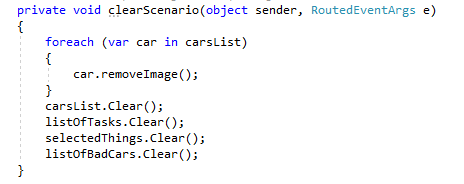 private void clearScenario(object sender, RoutedEventArgs e)
{
    foreach (var car in carsList)
    {
        car.removeImage();
    }
    carsList.Clear();
    listOfTasks.Clear();
    selectedThings.Clear();
    listOfBadCars.Clear();
}